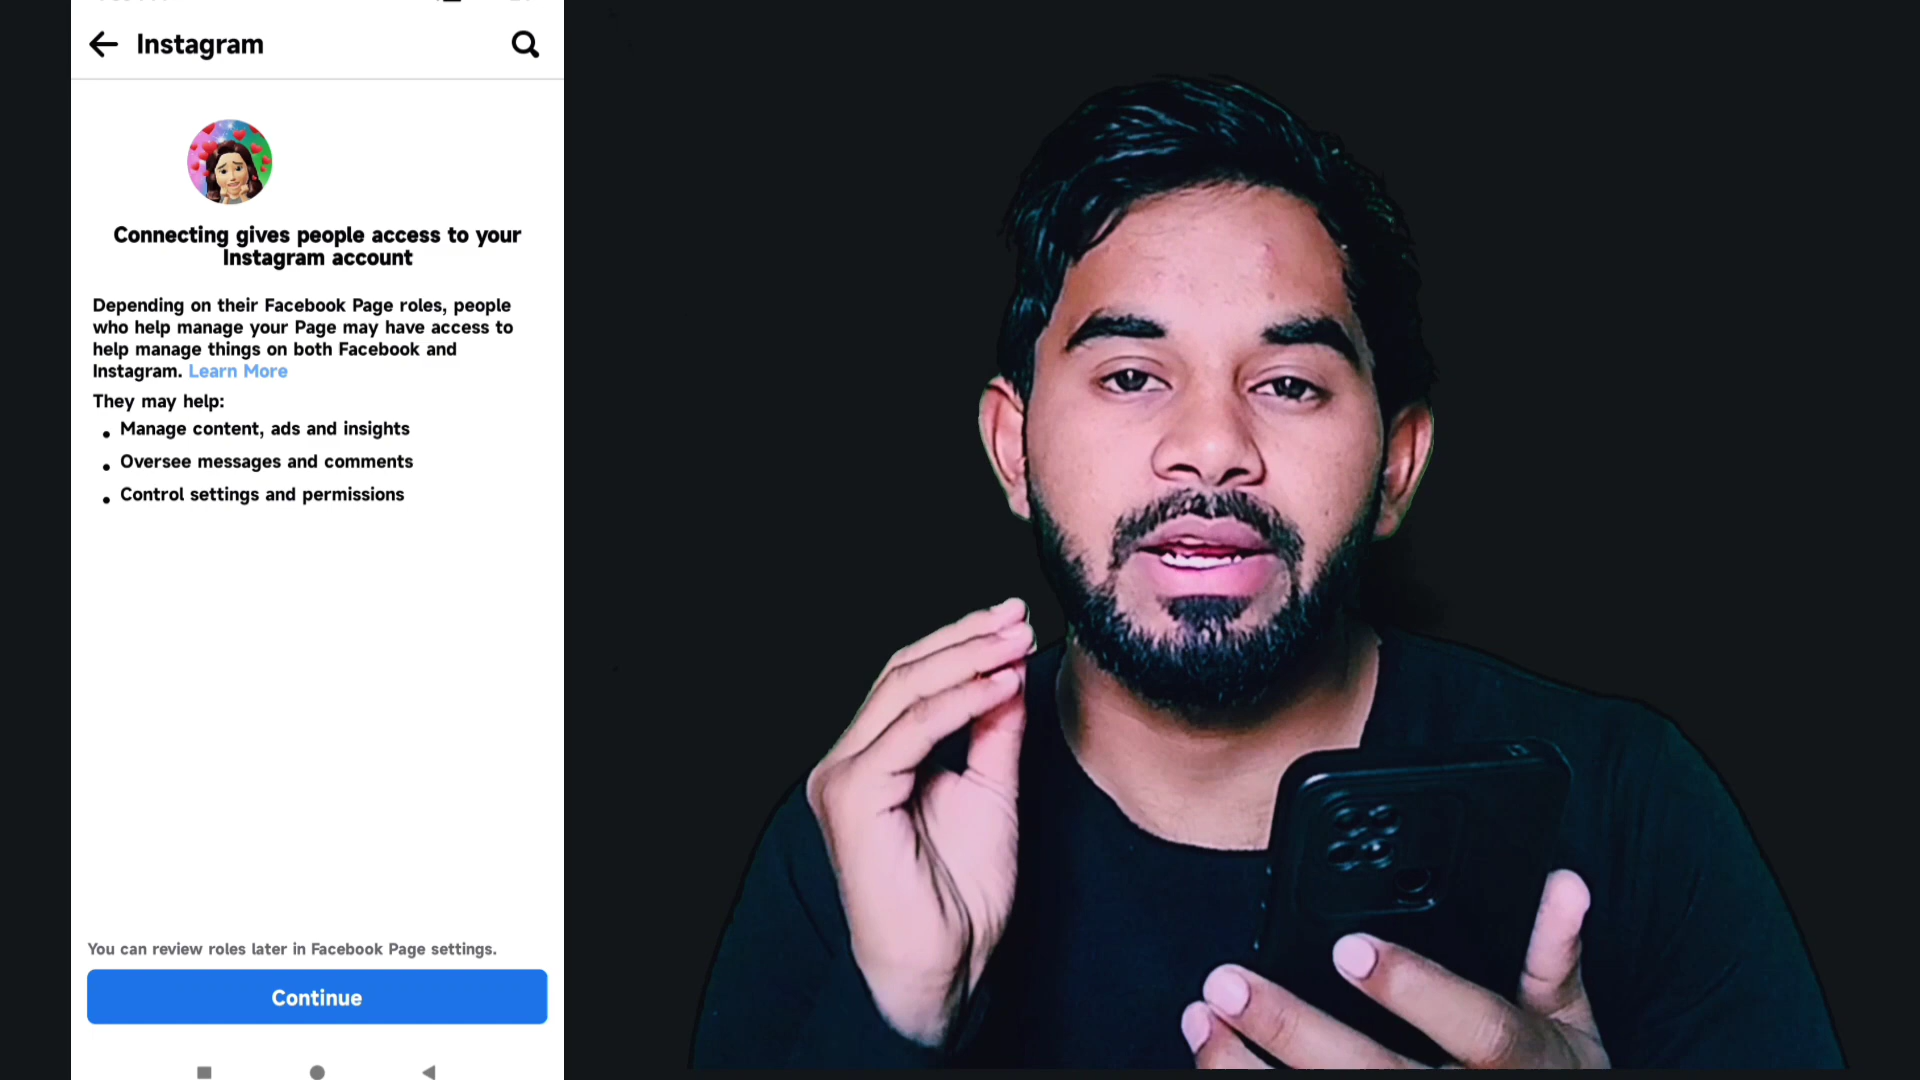 Instagram
Connecting gives people access to your
Instagram account
Depending on their Facebook Page roles, people
who help manage your Page may have access to
help manage things on both Facebook and
Instagram. Learn More
They may help:
• Manage content, ads and insights
• Oversee messages and comments
• Control settings and permissions
You can review roles later in Facebook Page settings.
Continue